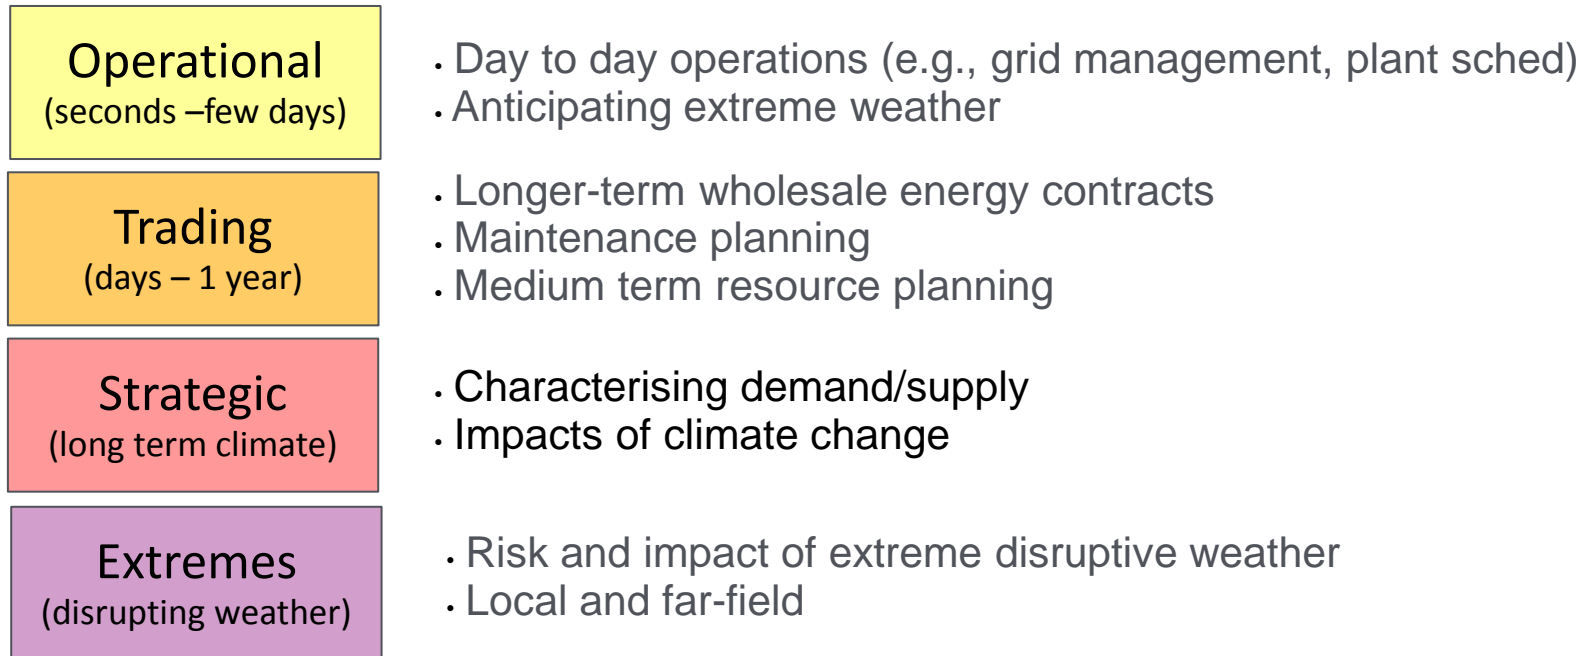 Operational
(seconds –few days)
• Day to day operations (e.g., grid management, plant sched)
• Anticipating extreme weather
Trading
(days – 1 year)
• Longer-term wholesale energy contracts
• Maintenance planning
• Medium term resource planning
Strategic
(long term climate)
• Characterising demand/supply
• Impacts of climate change
Extremes
(disrupting weather)
• Risk and impact of extreme disruptive weather
• Local and far-field